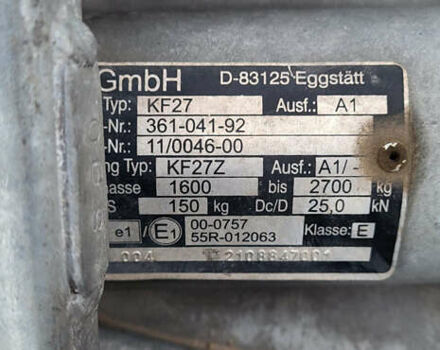 GmbH D-83125 Eggstätt
Typ: KF27 Ausf.: A1
-Nr.: 361-041-92
-Nr.: 11/0046-00
ng Typ: KF27Z Ausf.: A1/ -
asse 1600 bis 2700 kg
S 150 kg Dc/D 25,0 kN
e1 / E1 00-0757 Klasse: E
55R-012063
004 2108847001